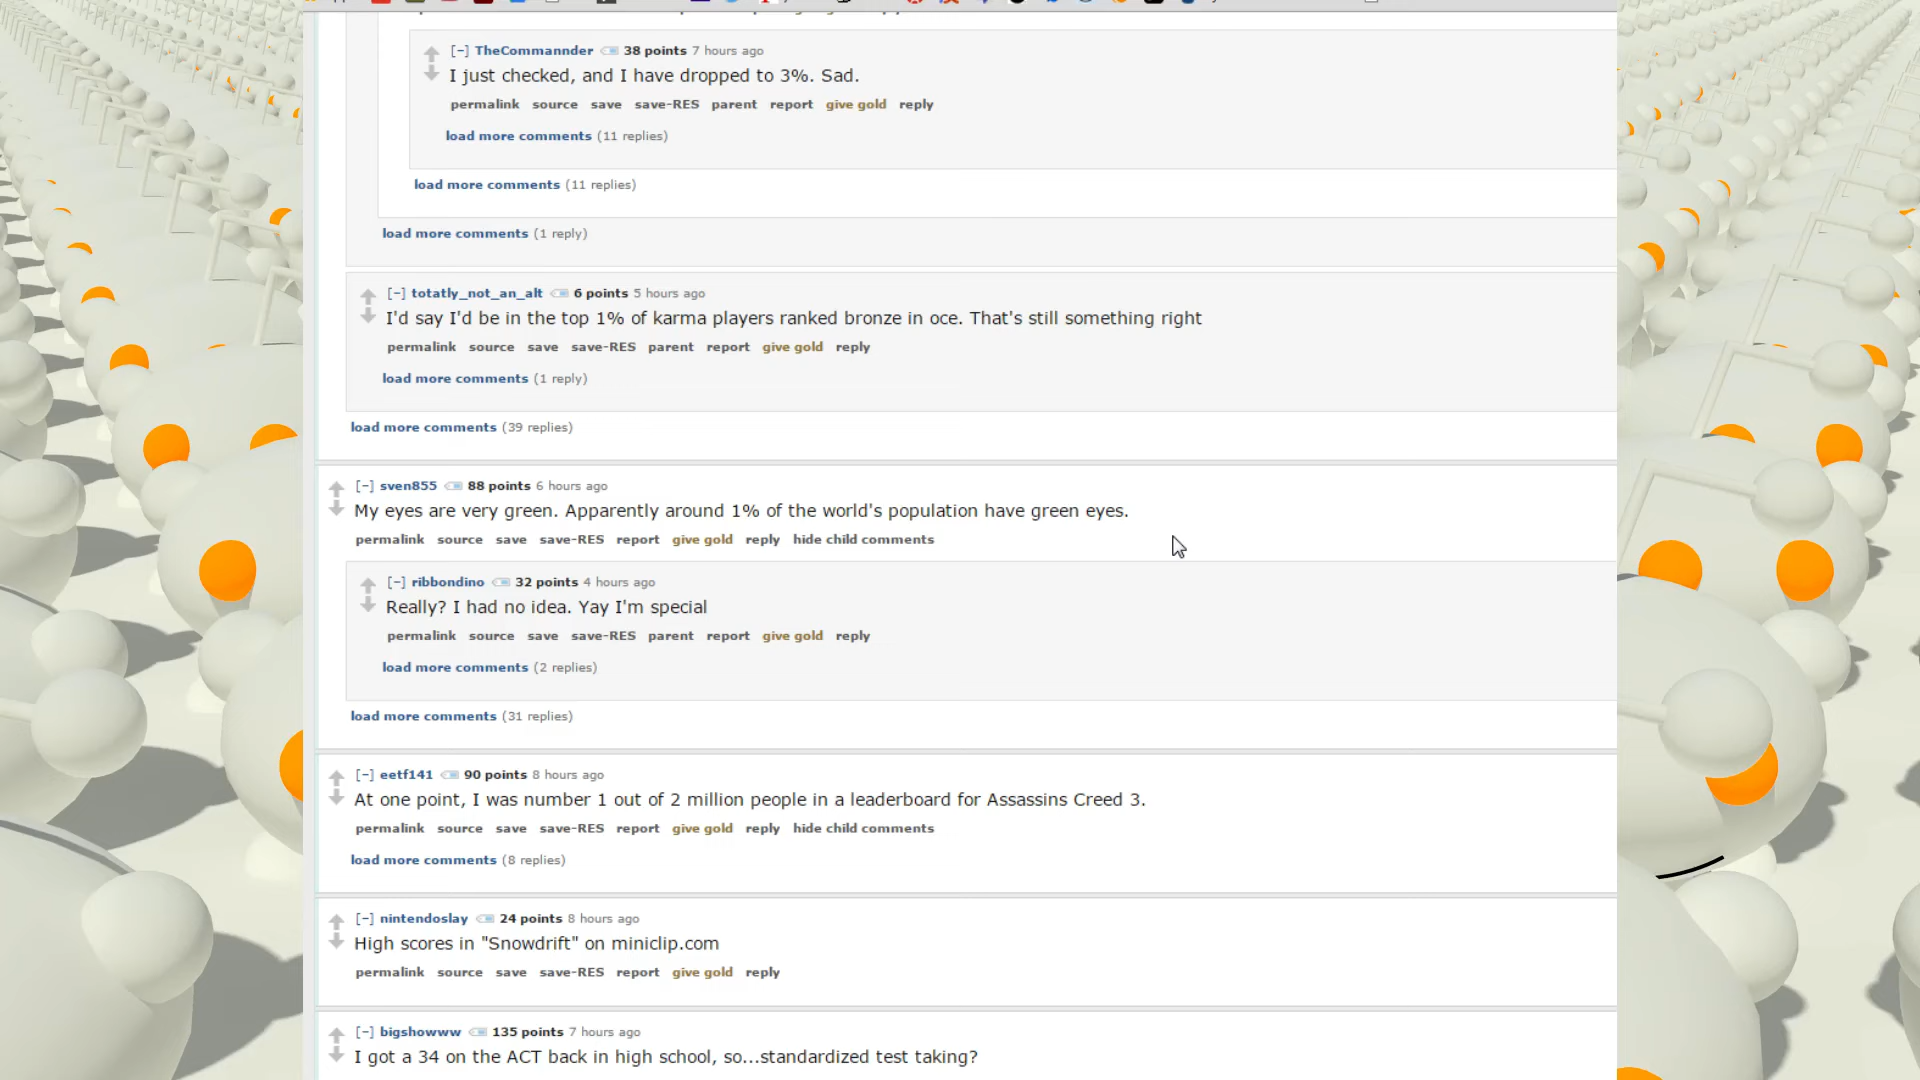 [-] TheCommannder 38 points 7 hours ago
I just checked, and I have dropped to 3%. Sad.
permalink source save save-RES parent report give gold reply
load more comments (11 replies)
load more comments (11 replies)
load more comments (1 reply)
[-] totatly_not_an_alt 6 points 5 hours ago
I'd say I'd be in the top 1% of karma players ranked bronze in oce. That's still something right
permalink source save save-RES parent report give gold reply
load more comments (1 reply)
load more comments (39 replies)
[-] sven855 88 points 6 hours ago
My eyes are very green. Apparently around 1% of the world's population have green eyes.
permalink source save save-RES report give gold reply hide child comments
[-] ribbondino 32 points 4 hours ago
Really? I had no idea. Yay I'm special
permalink source save save-RES parent report give gold reply
load more comments (2 replies)
load more comments (31 replies)
[-] eetf141 90 points 8 hours ago
At one point, I was number 1 out of 2 million people in a leaderboard for Assassins Creed 3.
permalink source save save-RES report give gold reply hide child comments
load more comments (8 replies)
[-] nintendoslay 24 points 8 hours ago
High scores in "Snowdrift" on miniclip.com
permalink source save save-RES report give gold reply
[-] bigshowww 135 points 7 hours ago
I got a 34 on the ACT back in high school, so...standardized test taking?